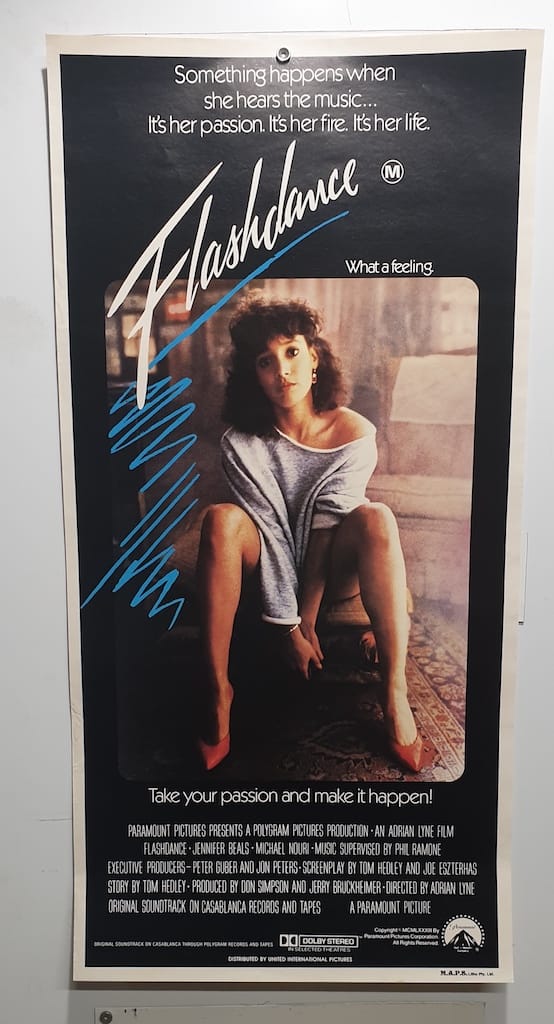 Something happens when
she hears the music...
It's her passion. It's her fire. It's her life.
Flashdance
M
What a feeling.
Take your passion and make it happen!
PARAMOUNT PICTURES PRESENTS A POLYGRAM PICTURES PRODUCTION · AN ADRIAN LYNE FILM
FLASHDANCE · JENNIFER BEALS · MICHAEL NOURI · MUSIC SUPERVISED BY PHIL RAMONE
EXECUTIVE PRODUCERS – PETER GUBER AND JON PETERS · SCREENPLAY BY TOM HEDLEY AND JOE ESZTERHAS
STORY BY TOM HEDLEY · PRODUCED BY DON SIMPSON AND JERRY BRUCKHEIMER · DIRECTED BY ADRIAN LYNE
ORIGINAL SOUNDTRACK ON CASABLANCA RECORDS AND TAPES A PARAMOUNT PICTURE
ORIGINAL SOUNDTRACK ON CASABLANCA THROUGH POLYGRAM RECORDS AND TAPES
DOLBY STEREO
IN SELECTED THEATRES
Copyright © MCMLXXXIII By
Paramount Pictures Corporation.
All Rights Reserved.
Paramount
DISTRIBUTED BY UNITED INTERNATIONAL PICTURES
M.A.P.S. Litho Pty. Ltd.